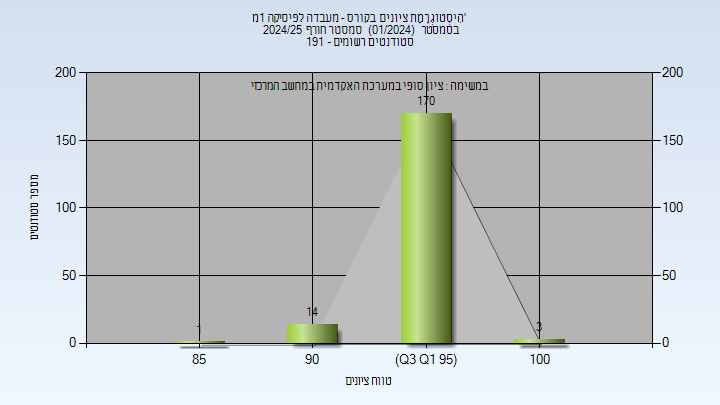 היסטוגרמת ציונים בקורס - מעבדה לפיסיקה 1מ'
בסמסטר (01/2024) סמסטר חורף 2024/25
סטודנטים רשומים - 191
במשימה : ציון סופי במערכת האקדמית במחשב המרכזי
200 200
150 150
100 100
50 50
0 0
1 14 170 3
מספר סטודנטים
85 90 (Q3 Q1 95) 100
טווח ציונים